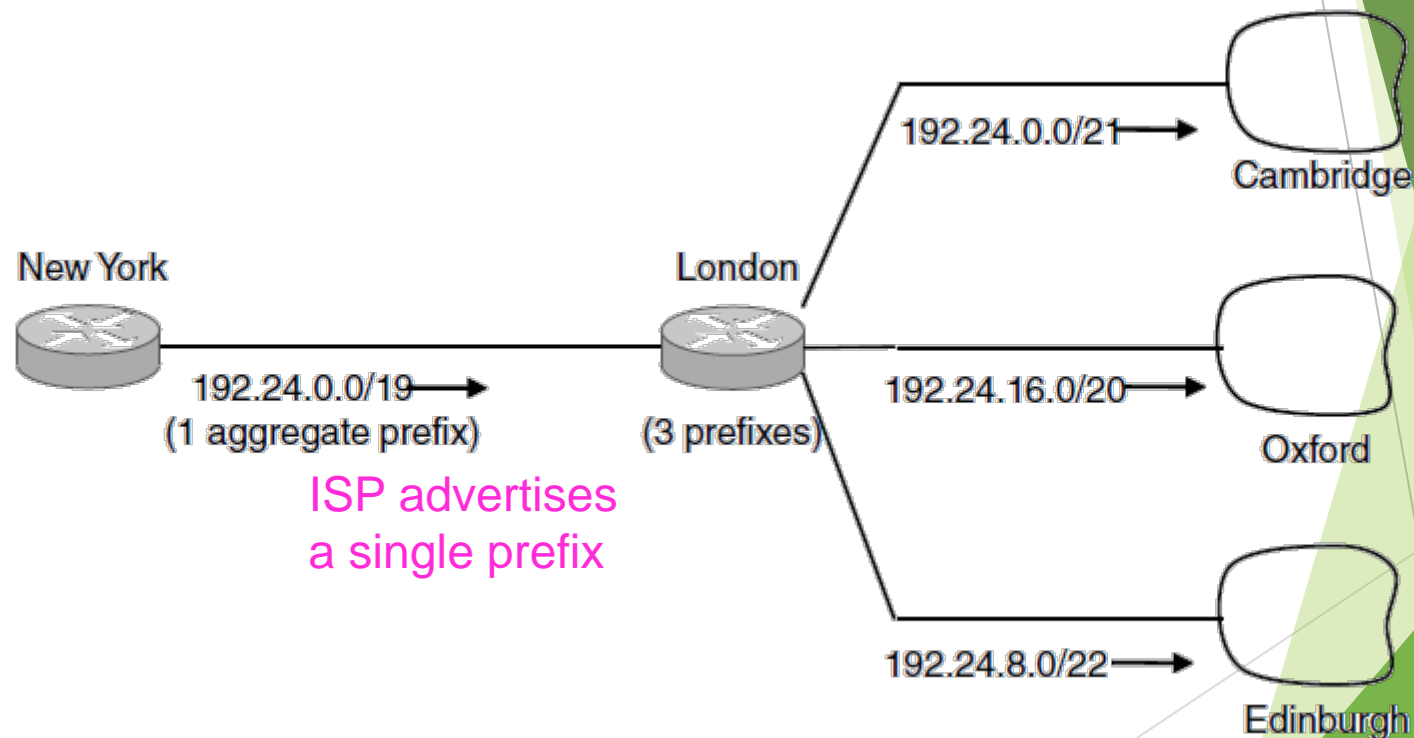 192.24.0.0/21
Cambridge
New York
London
192.24.0.0/19
(1 aggregate prefix)
(3 prefixes)
192.24.16.0/20
Oxford
ISP advertises
a single prefix
192.24.8.0/22
Edinburgh